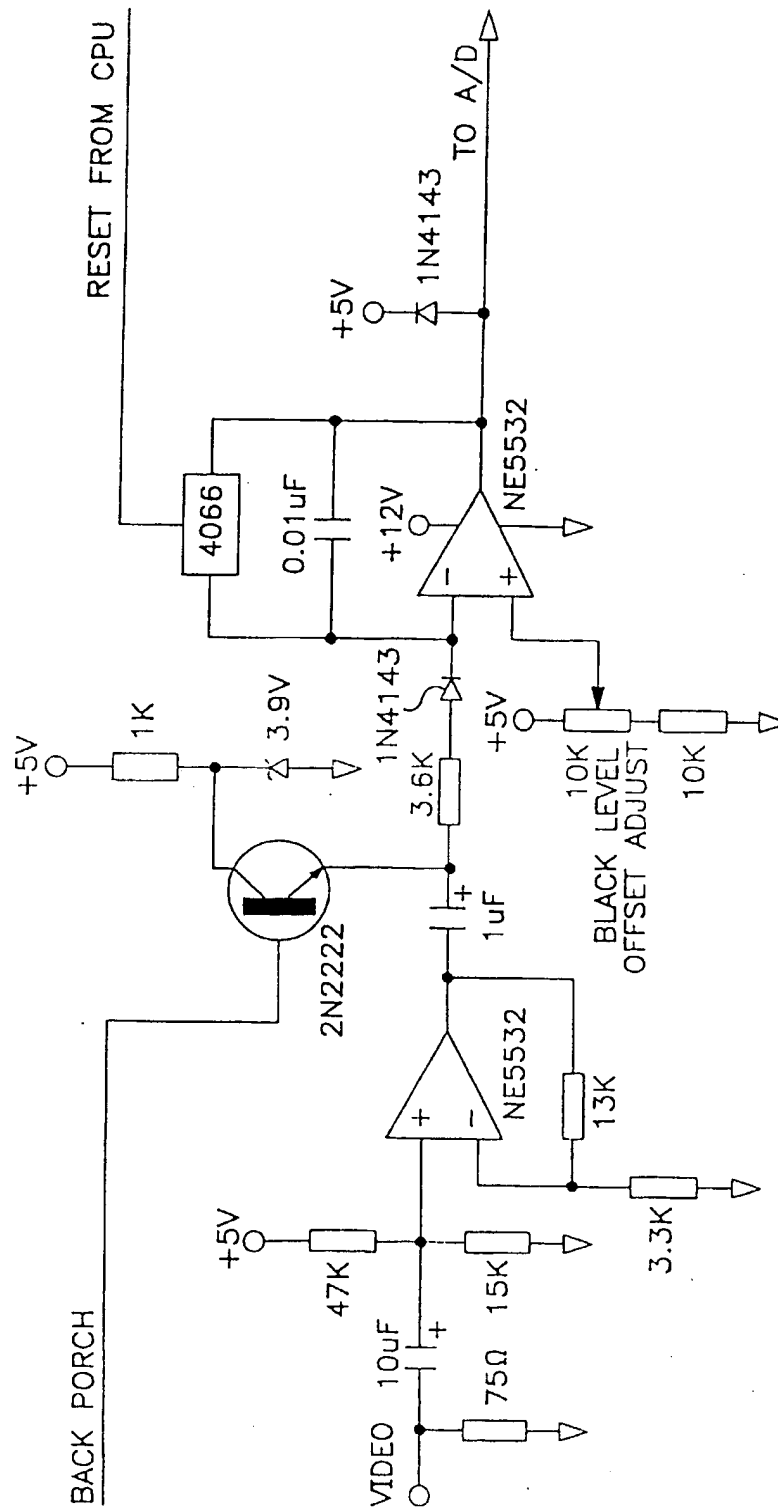 RESET FROM CPU
BACK PORCH
+5V
1K
3.9V
2N2222
4066
0.01uF
+5V
1N4143
TO A/D
+12V
NE5532
-
+
1N4143
3.6K
+
1uF
+5V
10K
BLACK LEVEL
OFFSET ADJUST
10K
+
-
NE5532
13K
3.3K
+5V
47K
15K
VIDEO
10uF
+
75Ω